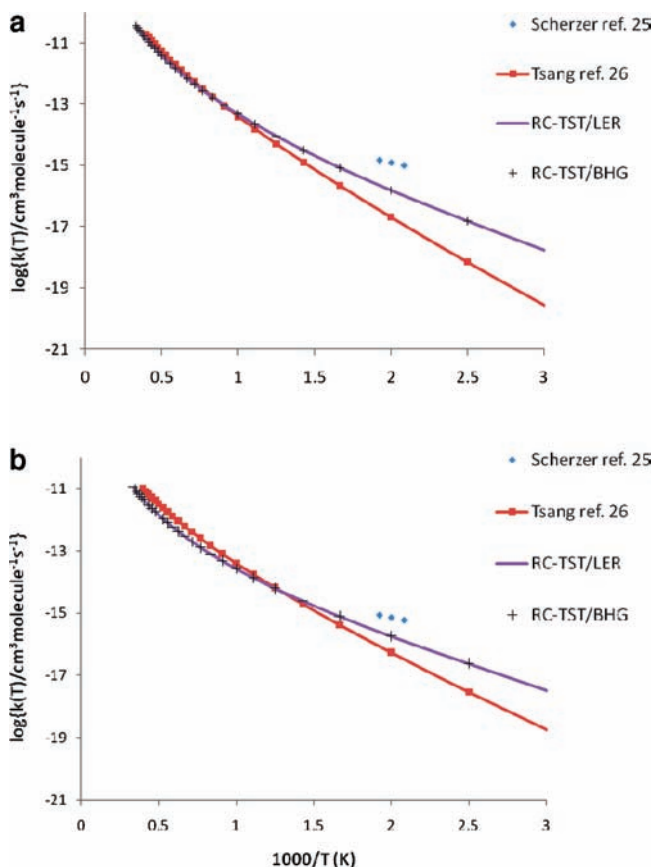 a
-11
-13
-15
-17
-19
-21
log{k(T)/cm³molecule⁻¹s⁻¹}
0 0.5 1 1.5 2 2.5 3
Scherzer ref. 25
Tsang ref. 26
RC-TST/LER
RC-TST/BHG
b
-11
-13
-15
-17
-19
-21
log{k(T)/cm³molecule⁻¹s⁻¹}
0 0.5 1 1.5 2 2.5 3
1000/T (K)
Scherzer ref. 25
Tsang ref. 26
RC-TST/LER
RC-TST/BHG